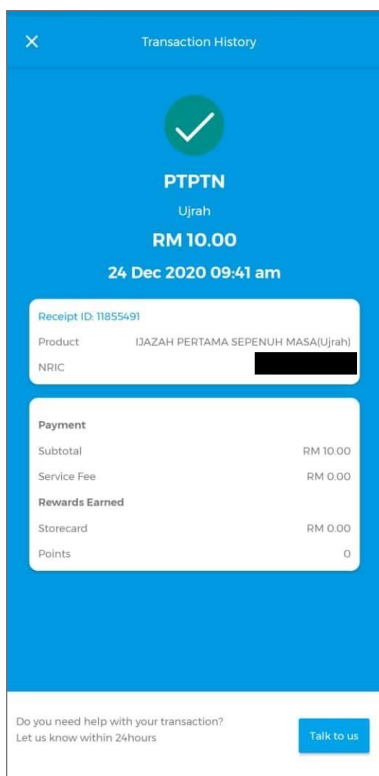 Transaction History
PTPTN
Ujrah
RM 10.00
24 Dec 2020 09:41 am
Receipt ID: 11855491
Product IJAZAH PERTAMA SEPENUH MASA(Ujrah)
NRIC
Payment
Subtotal RM 10.00
Service Fee RM 0.00
Rewards Earned
Storecard RM 0.00
Points 0
Do you need help with your transaction?
Let us know within 24hours
Talk to us